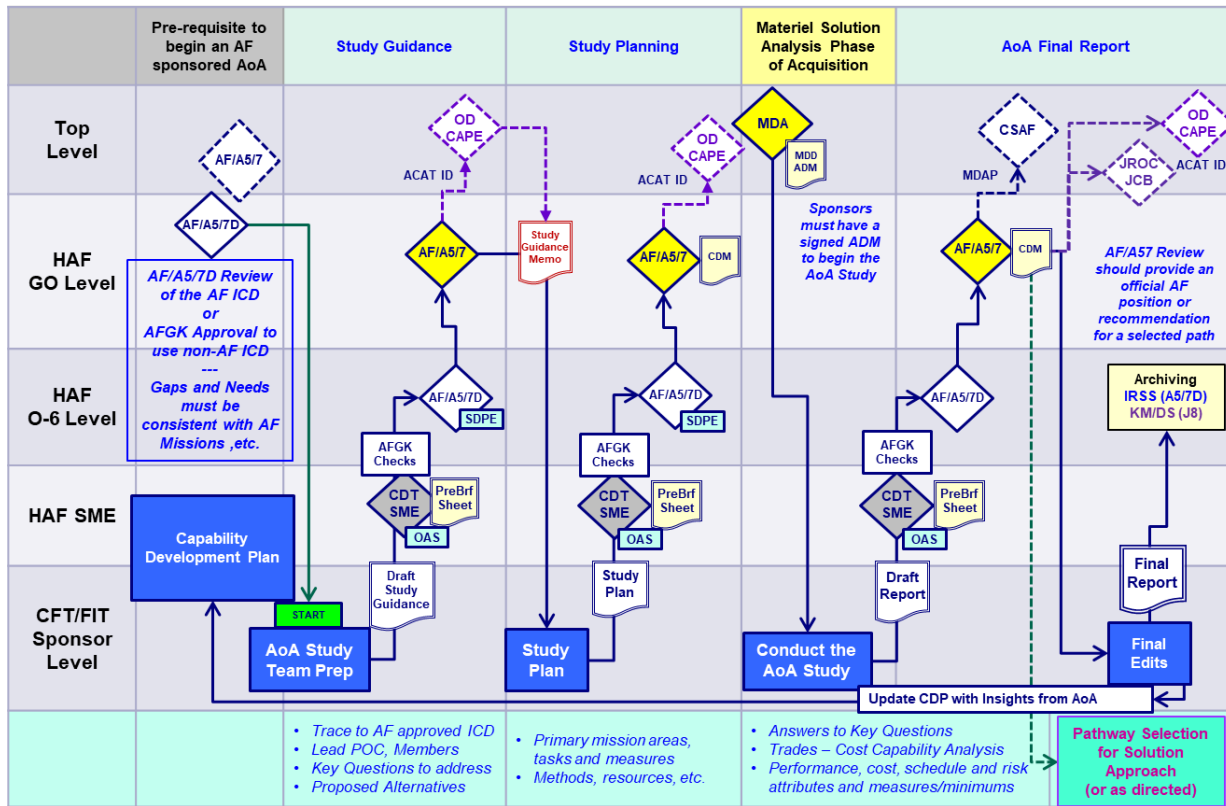 Pre-requisite to
begin an AF
sponsored AoA
Study Guidance
Study Planning
Materiel Solution
Analysis Phase
of Acquisition
AoA Final Report
Top
Level
AF/A5/7
OD
CAPE
ACAT ID
OD
CAPE
ACAT ID
MDA
MDD
ADM
CSAF
MDAP
OD
CAPE
ACAT ID
JROC
JCB
HAF
GO Level
AF/A5/7D
AF/A5/7D Review
of the AF ICD
or
AFGK Approval to
use non-AF ICD
---
Gaps and Needs
must be
consistent with AF
Missions ,etc.
AF/A5/7
Study
Guidance
Memo
AF/A5/7
CDM
Sponsors
must have a
signed ADM
to begin the
AoA Study
AF/A5/7
CDM
AF/A57 Review
should provide an
official AF
position or
recommendation
for a selected path
HAF
O-6 Level
AF/A5/7D
SDPE
AFGK
Checks
AF/A5/7D
SDPE
AFGK
Checks
AF/A5/7D
AFGK
Checks
Archiving
IRSS (A5/7D)
KM/DS (J8)
HAF SME
Capability
Development Plan
CDT
SME
PreBrf
Sheet
OAS
CDT
SME
PreBrf
Sheet
OAS
CDT
SME
PreBrf
Sheet
OAS
CFT/FIT
Sponsor
Level
START
AoA Study
Team Prep
Draft
Study
Guidance
Study
Plan
Study
Plan
Conduct the
AoA Study
Draft
Report
Final
Report
Final
Edits
Update CDP with Insights from AoA
• Trace to AF approved ICD
• Lead POC, Members
• Key Questions to address
• Proposed Alternatives
• Primary mission areas,
tasks and measures
• Methods, resources, etc.
• Answers to Key Questions
• Trades – Cost Capability Analysis
• Performance, cost, schedule and risk
attributes and measures/minimums
Pathway Selection
for Solution
Approach
(or as directed)